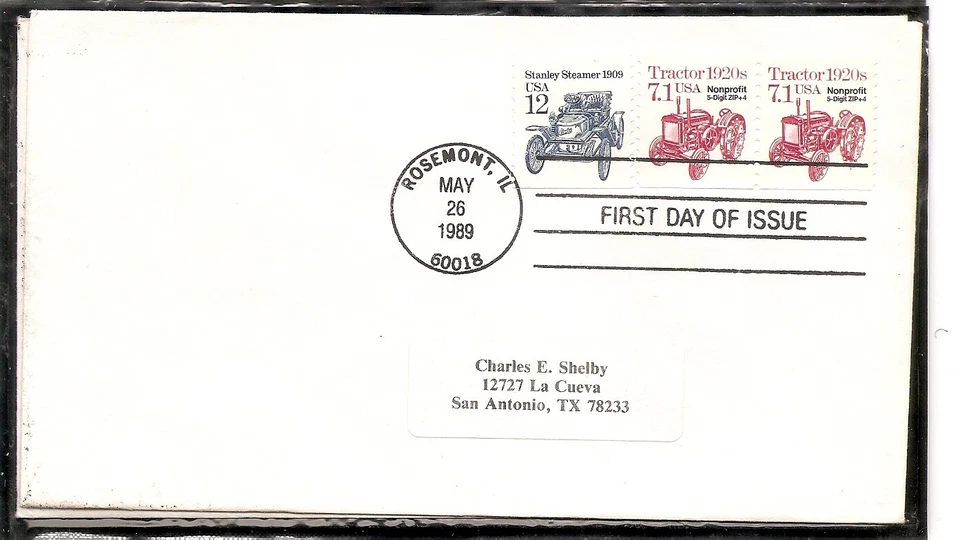 Stanley Steamer 1909
USA
12
Tractor 1920s
7.1 USA Nonprofit
5-Digit ZIP+4
Tractor 1920s
7.1 USA Nonprofit
5-Digit ZIP+4
ROSEMONT, IL
MAY
26
1989
60018
FIRST DAY OF ISSUE
Charles E. Shelby
12727 La Cueva
San Antonio, TX 78233